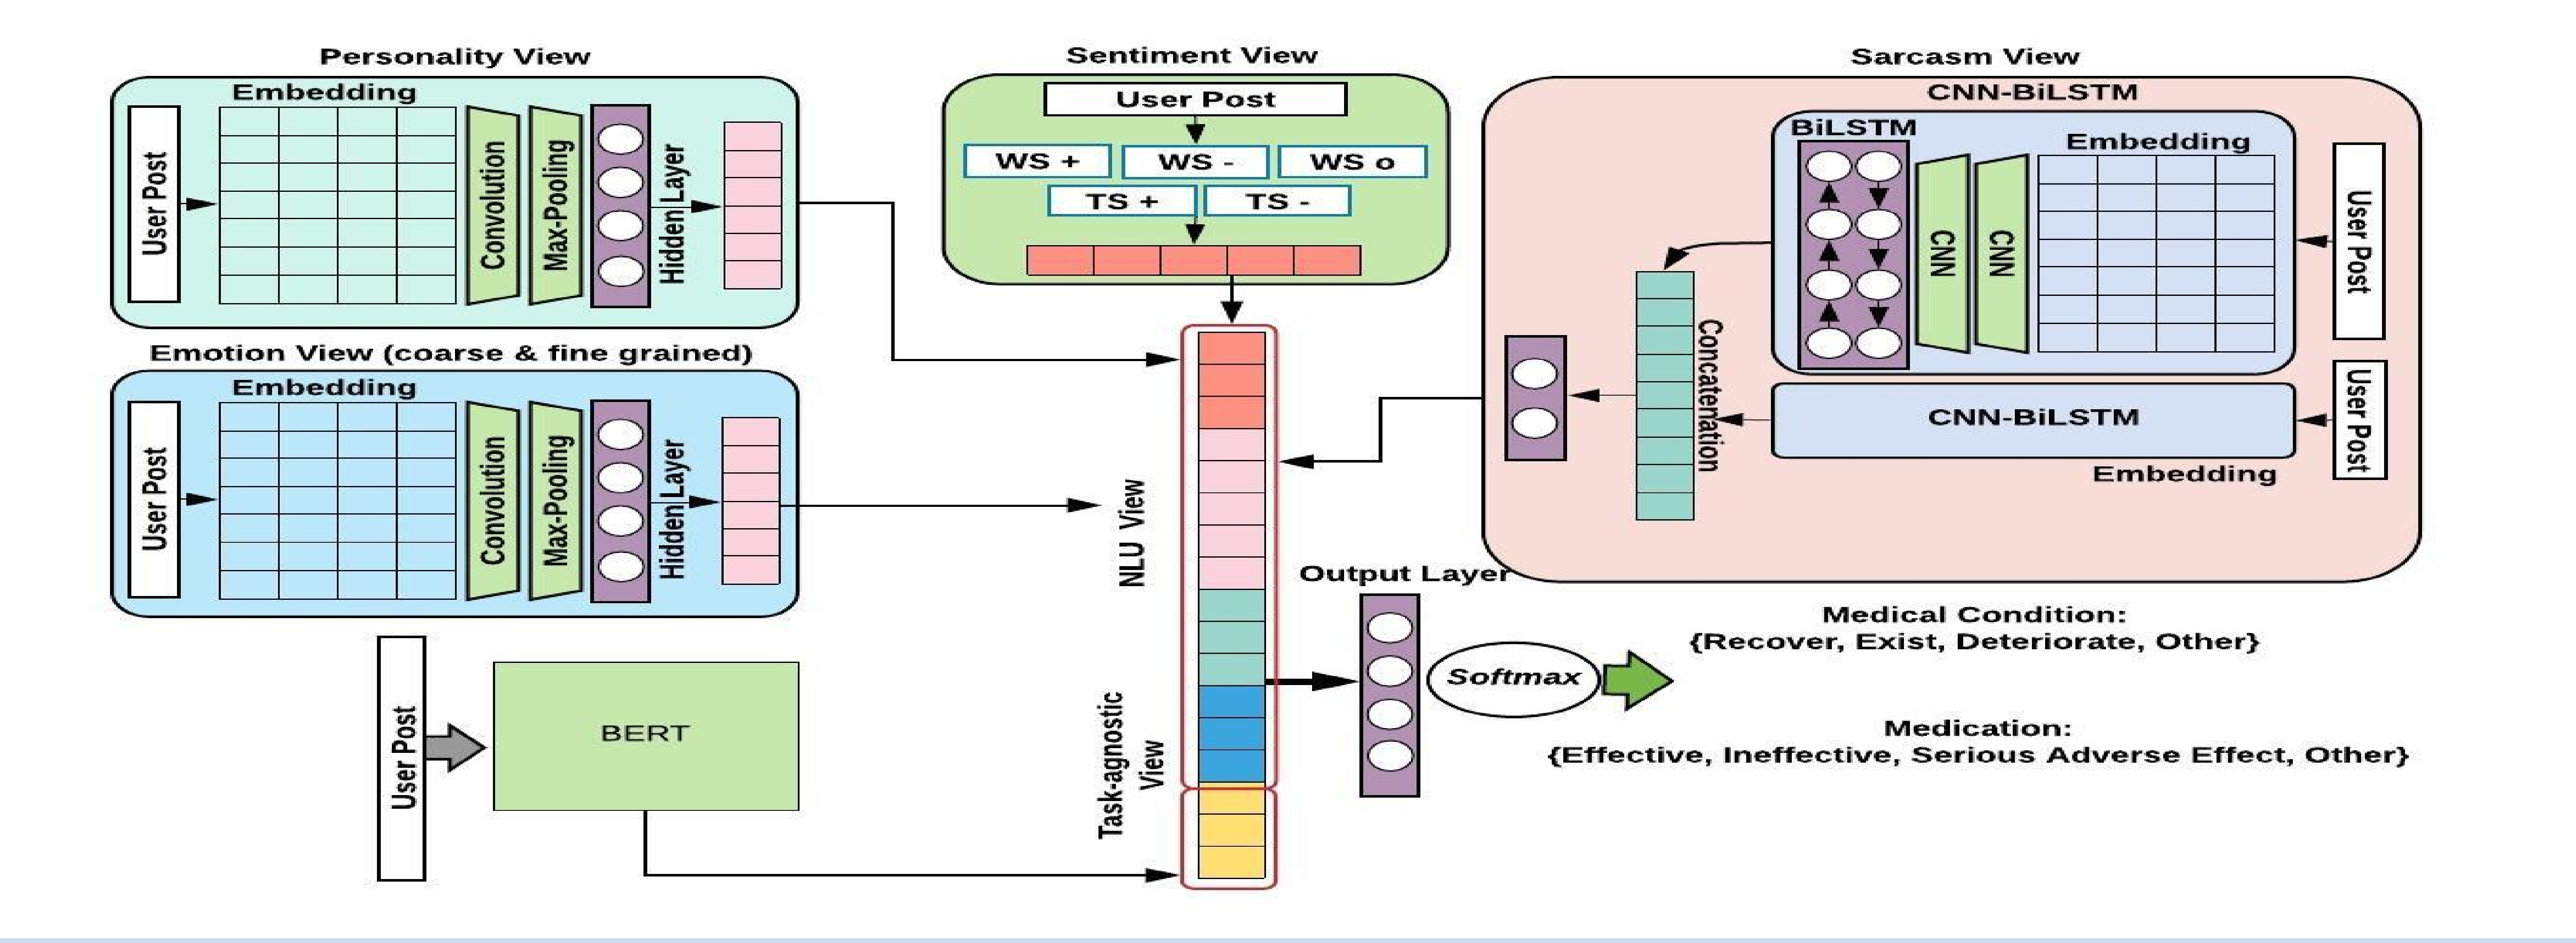 Personality View
Embedding
User Post
Convolution
Max-Pooling
Hidden Layer
Emotion View (coarse & fine grained)
Embedding
User Post
Convolution
Max-Pooling
Hidden Layer
User Post
BERT
Sentiment View
User Post
WS + WS - WS o
TS + TS -
NLU View
Task-agnostic
View
Sarcasm View
CNN-BiLSTM
BiLSTM
CNN
CNN
Embedding
User Post
Concatenation
CNN-BiLSTM
User Post
Embedding
Output Layer
Softmax
Medical Condition:
{Recover, Exist, Deteriorate, Other}
Medication:
{Effective, Ineffective, Serious Adverse Effect, Other}